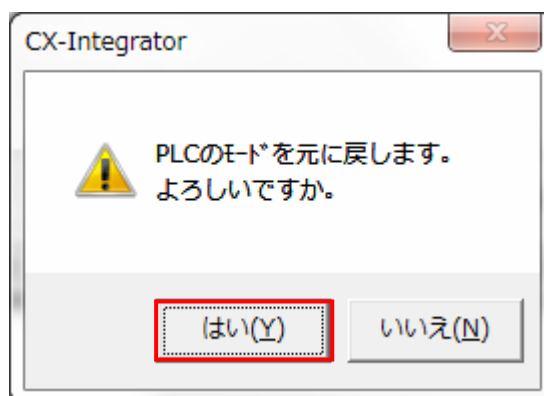 CX-Integrator
PLCのﾓｰﾄﾞを元に戻します。
よろしいですか。
はい(Y)
いいえ(N)